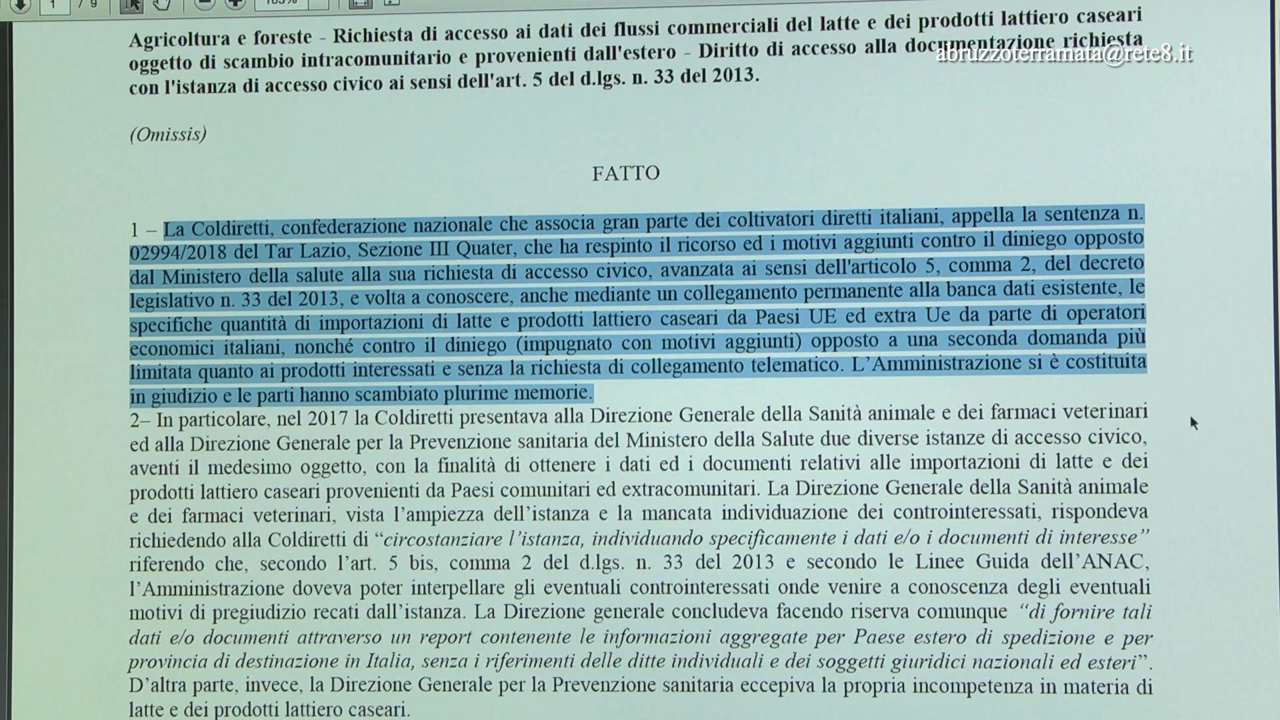 1 / 9
Agricoltura e foreste - Richiesta di accesso ai dati dei flussi commerciali del latte e dei prodotti lattiero caseari
oggetto di scambio intracomunitario e provenienti dall'estero - Diritto di accesso alla documentazione richiesta
abruzzoterramata@rete8.it
con l'istanza di accesso civico ai sensi dell'art. 5 del d.lgs. n. 33 del 2013.
(Omissis)
FATTO
1 – La Coldiretti, confederazione nazionale che associa gran parte dei coltivatori diretti italiani, appella la sentenza n.
02994/2018 del Tar Lazio, Sezione III Quater, che ha respinto il ricorso ed i motivi aggiunti contro il diniego opposto
dal Ministero della salute alla sua richiesta di accesso civico, avanzata ai sensi dell'articolo 5, comma 2, del decreto
legislativo n. 33 del 2013, e volta a conoscere, anche mediante un collegamento permanente alla banca dati esistente, le
specifiche quantità di importazioni di latte e prodotti lattiero caseari da Paesi UE ed extra Ue da parte di operatori
economici italiani, nonché contro il diniego (impugnato con motivi aggiunti) opposto a una seconda domanda più
limitata quanto ai prodotti interessati e senza la richiesta di collegamento telematico. L'Amministrazione si è costituita
in giudizio e le parti hanno scambiato plurime memorie.
2– In particolare, nel 2017 la Coldiretti presentava alla Direzione Generale della Sanità animale e dei farmaci veterinari
ed alla Direzione Generale per la Prevenzione sanitaria del Ministero della Salute due diverse istanze di accesso civico,
aventi il medesimo oggetto, con la finalità di ottenere i dati ed i documenti relativi alle importazioni di latte e dei
prodotti lattiero caseari provenienti da Paesi comunitari ed extracomunitari. La Direzione Generale della Sanità animale
e dei farmaci veterinari, vista l'ampiezza dell'istanza e la mancata individuazione dei controinteressati, rispondeva
richiedendo alla Coldiretti di “circostanziare l'istanza, individuando specificamente i dati e/o i documenti di interesse”
riferendo che, secondo l'art. 5 bis, comma 2 del d.lgs. n. 33 del 2013 e secondo le Linee Guida dell'ANAC,
l'Amministrazione doveva poter interpellare gli eventuali controinteressati onde venire a conoscenza degli eventuali
motivi di pregiudizio recati dall'istanza. La Direzione generale concludeva facendo riserva comunque “di fornire tali
dati e/o documenti attraverso un report contenente le informazioni aggregate per Paese estero di spedizione e per
provincia di destinazione in Italia, senza i riferimenti delle ditte individuali e dei soggetti giuridici nazionali ed esteri”.
D'altra parte, invece, la Direzione Generale per la Prevenzione sanitaria eccepiva la propria incompetenza in materia di
latte e dei prodotti lattiero caseari.